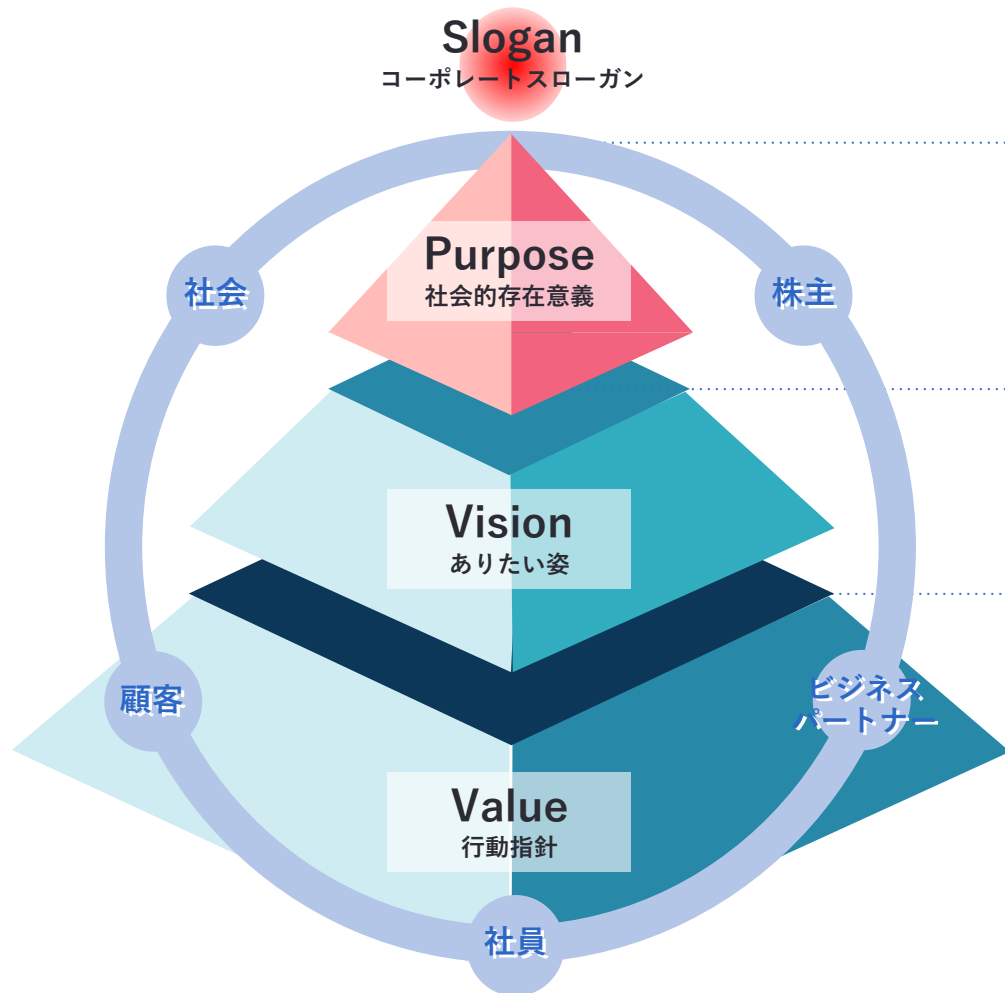 Slogan
コーポレートスローガン
Purpose
社会的存在意義
社会
株主
Vision
ありたい姿
顧客
ビジネス
パートナー
Value
行動指針
社員